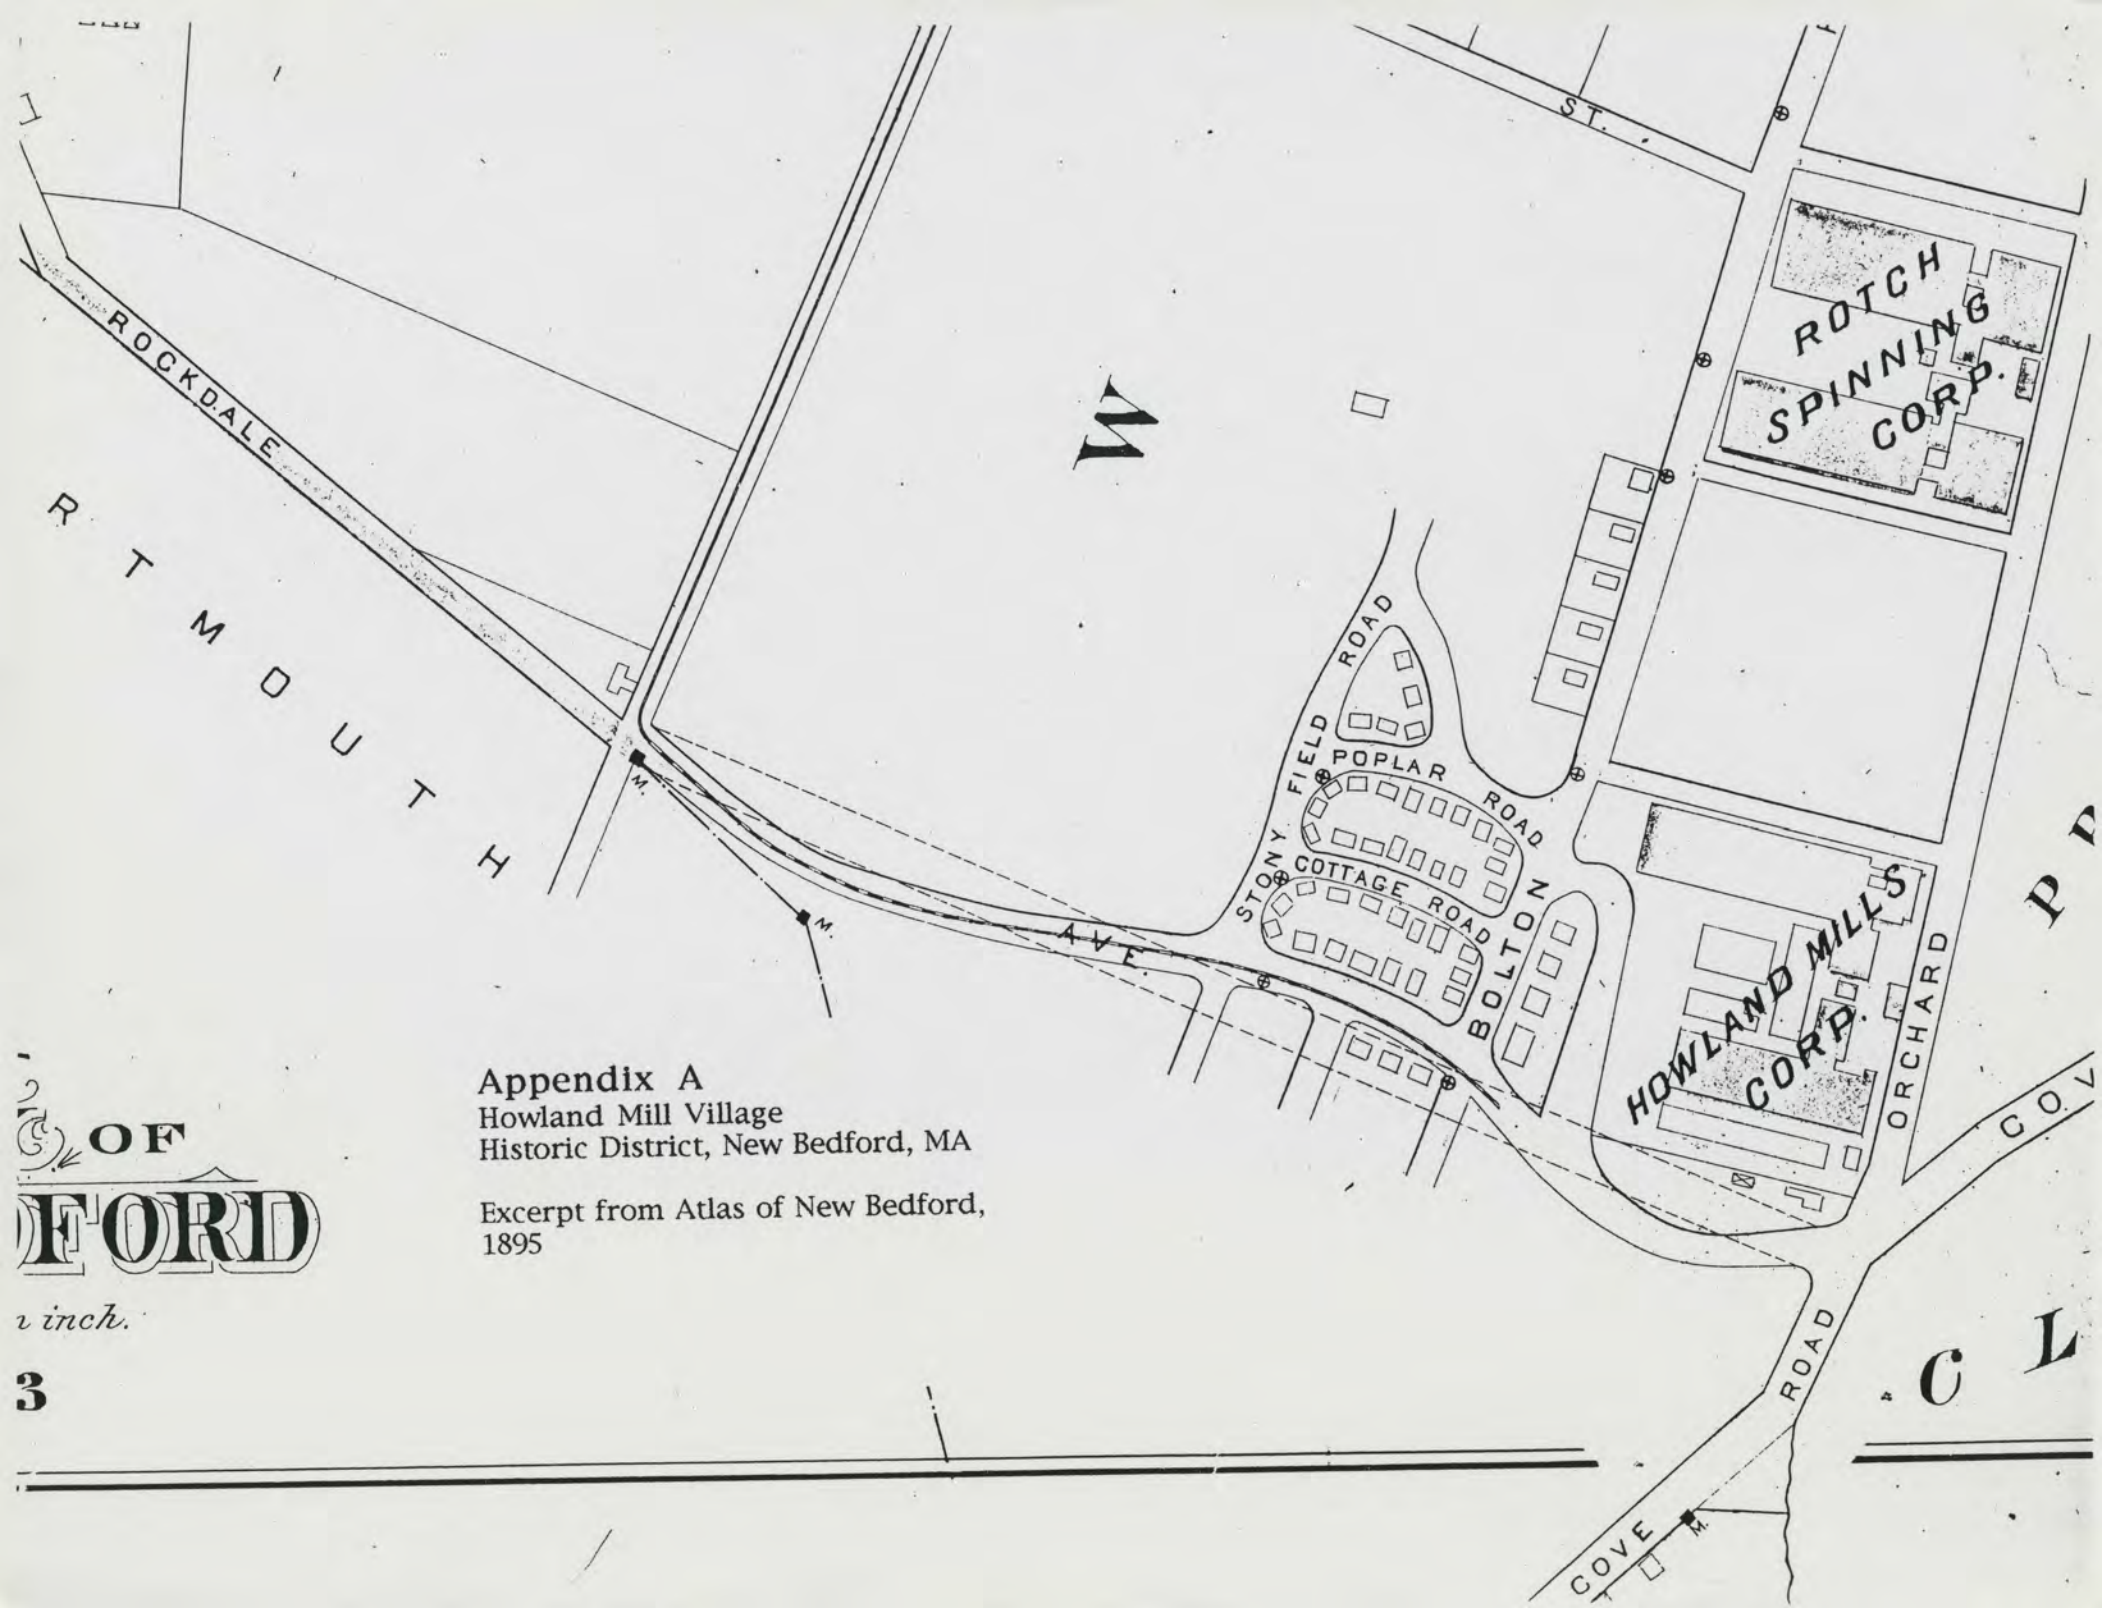 ST.
ROTCH
SPINNING
CORP.
ROCKDALE
W
RTMOUTH
STONY FIELD ROAD
POPLAR ROAD
COTTAGE ROAD
BOLTON
AVE.
M.
M.
HOWLAND MILLS
CORP.
ORCHARD
COV
P
Appendix A
Howland Mill Village
Historic District, New Bedford, MA
Excerpt from Atlas of New Bedford,
1895
OF
FORD
inch.
3
C L
COVE ROAD
M.